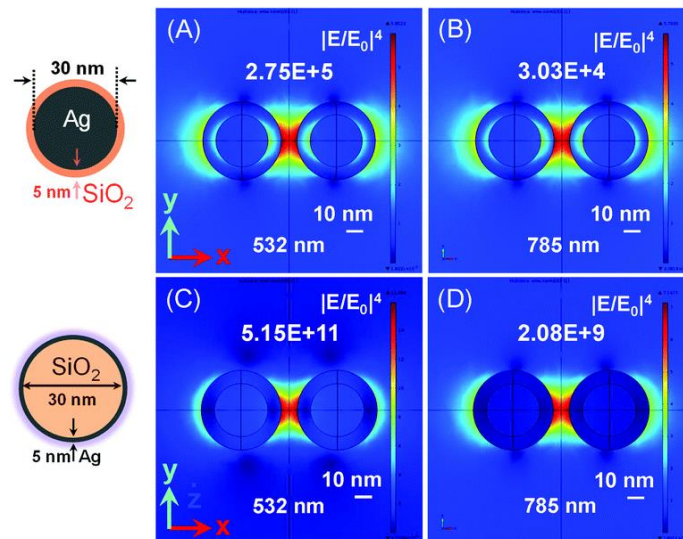 30 nm
Ag
5 nm SiO₂
(A)
|E/E₀|⁴
2.75E+5
10 nm
y
x
532 nm
(B)
|E/E₀|⁴
3.03E+4
10 nm
785 nm
SiO₂
30 nm
5 nm Ag
(C)
|E/E₀|⁴
5.15E+11
10 nm
y
z
x
532 nm
(D)
|E/E₀|⁴
2.08E+9
10 nm
785 nm